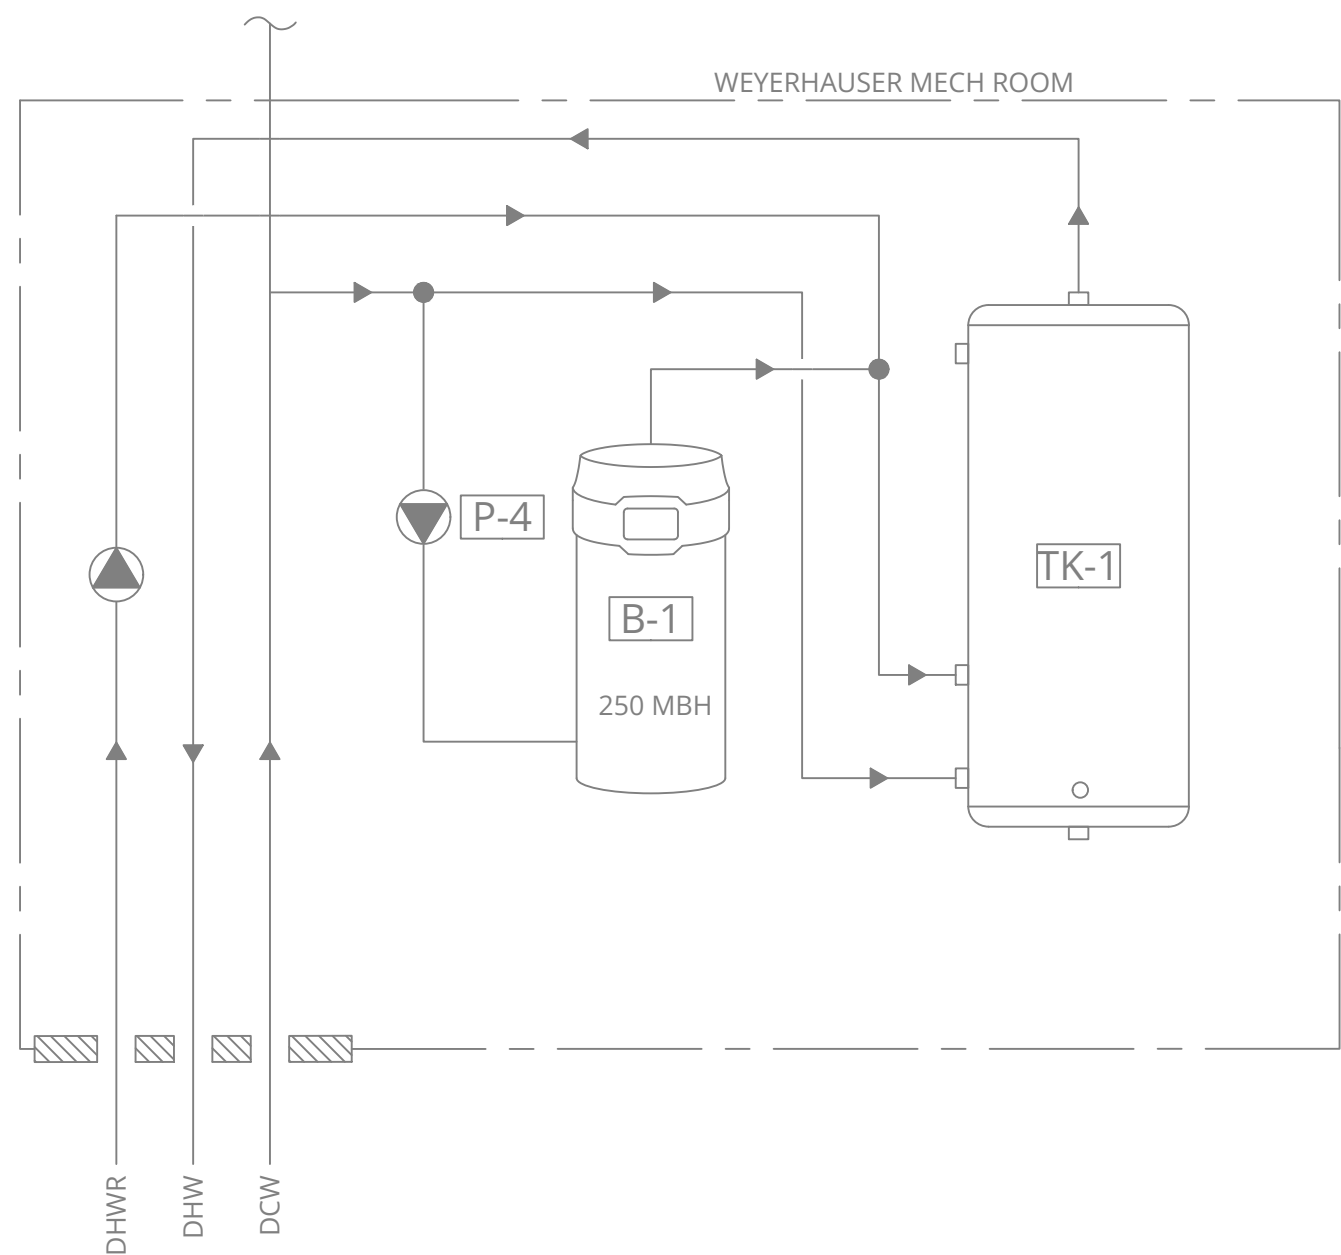 WEYERHAUSER MECH ROOM
P-4
TK-1
B-1
250 MBH
DHWR
DHW
DCW